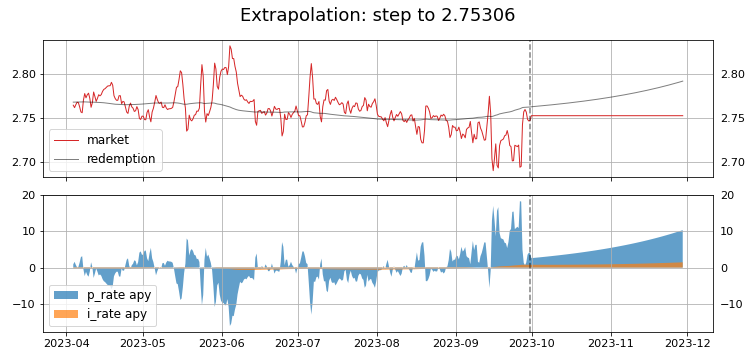 Extrapolation: step to 2.75306
2.80 2.80
2.75 2.75
2.70 2.70
market
redemption
20 20
10 10
0 0
−10 −10
p_rate apy
i_rate apy
2023-04 2023-05 2023-06 2023-07 2023-08 2023-09 2023-10 2023-11 2023-12